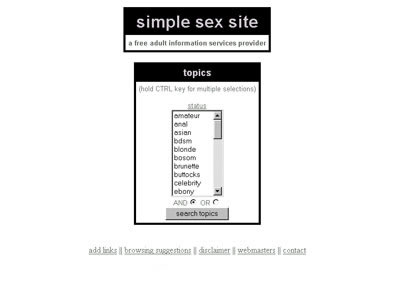 simple sex site
a free adult information services provider
topics
(hold CTRL key for multiple selections)
status
amateur
anal
asian
bdsm
blonde
bosom
brunette
buttocks
celebrity
ebony
AND OR
search topics
add links || browsing suggestions || disclaimer || webmasters || contact